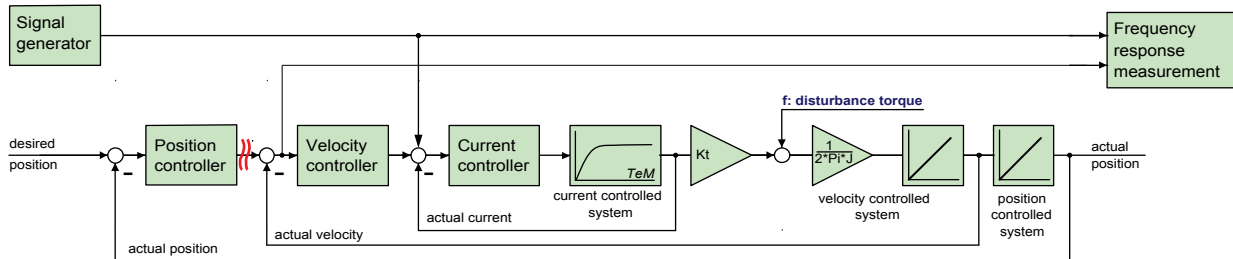 Signal
generator
Frequency
response
measurement
f: disturbance torque
desired
position
-
Position
controller
-
Velocity
controller
-
Current
controller
TeM
current controlled
system
Kt
1
2*Pi*J
velocity controlled
system
position
controlled
system
actual
position
actual current
actual velocity
actual position